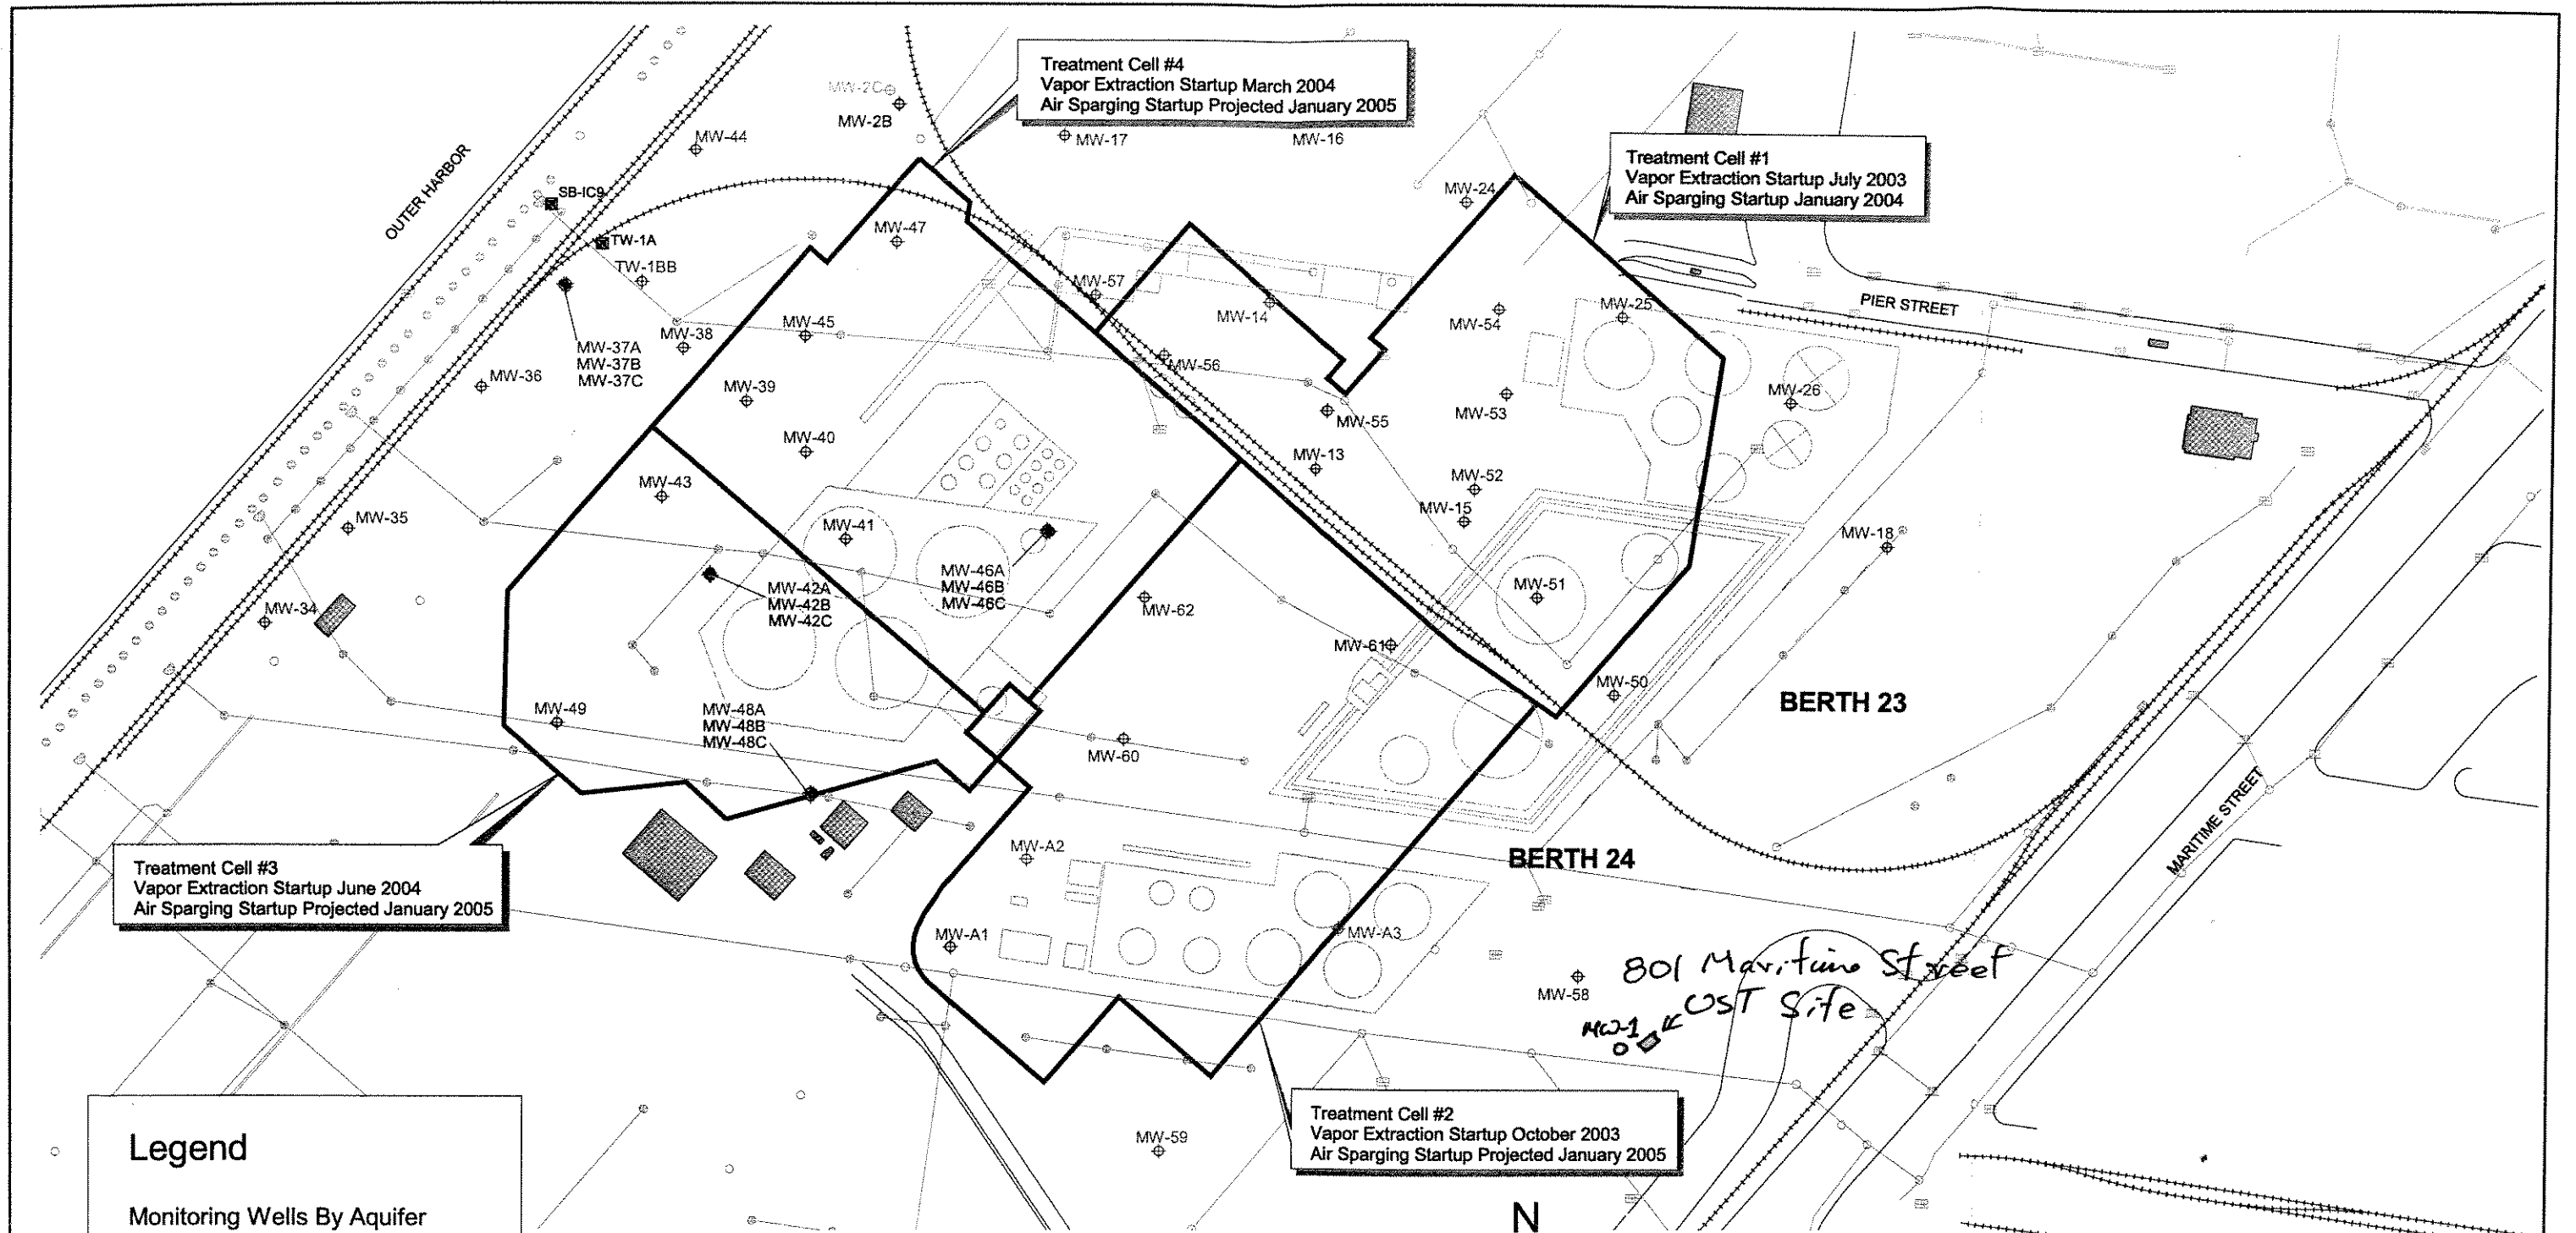 Treatment Cell #4
Vapor Extraction Startup March 2004
Air Sparging Startup Projected January 2005
MW-2C
MW-2B
MW-44
MW-17
MW-16
Treatment Cell #1
Vapor Extraction Startup July 2003
Air Sparging Startup January 2004
OUTER HARBOR
SB-IC9
MW-24
TW-1A
MW-47
TW-1BB
MW-57
MW-14
MW-54
MW-25
PIER STREET
MW-45
MW-38
MW-37A
MW-37B
MW-37C
MW-36
MW-56
MW-39
MW-26
MW-55
MW-53
MW-40
MW-13
MW-43
MW-52
MW-15
MW-35
MW-41
MW-18
MW-46A
MW-46B
MW-46C
MW-42A
MW-42B
MW-42C
MW-51
MW-34
MW-62
MW-61
MW-50
BERTH 23
MW-49
MW-48A
MW-48B
MW-48C
MW-60
MARITIME STREET
Treatment Cell #3
Vapor Extraction Startup June 2004
Air Sparging Startup Projected January 2005
MW-A2
BERTH 24
MW-A1
MW-A3
MW-58
801 Maritime Street
UST Site
MW-1
Treatment Cell #2
Vapor Extraction Startup October 2003
Air Sparging Startup Projected January 2005
MW-59
Legend
Monitoring Wells By Aquifer
N